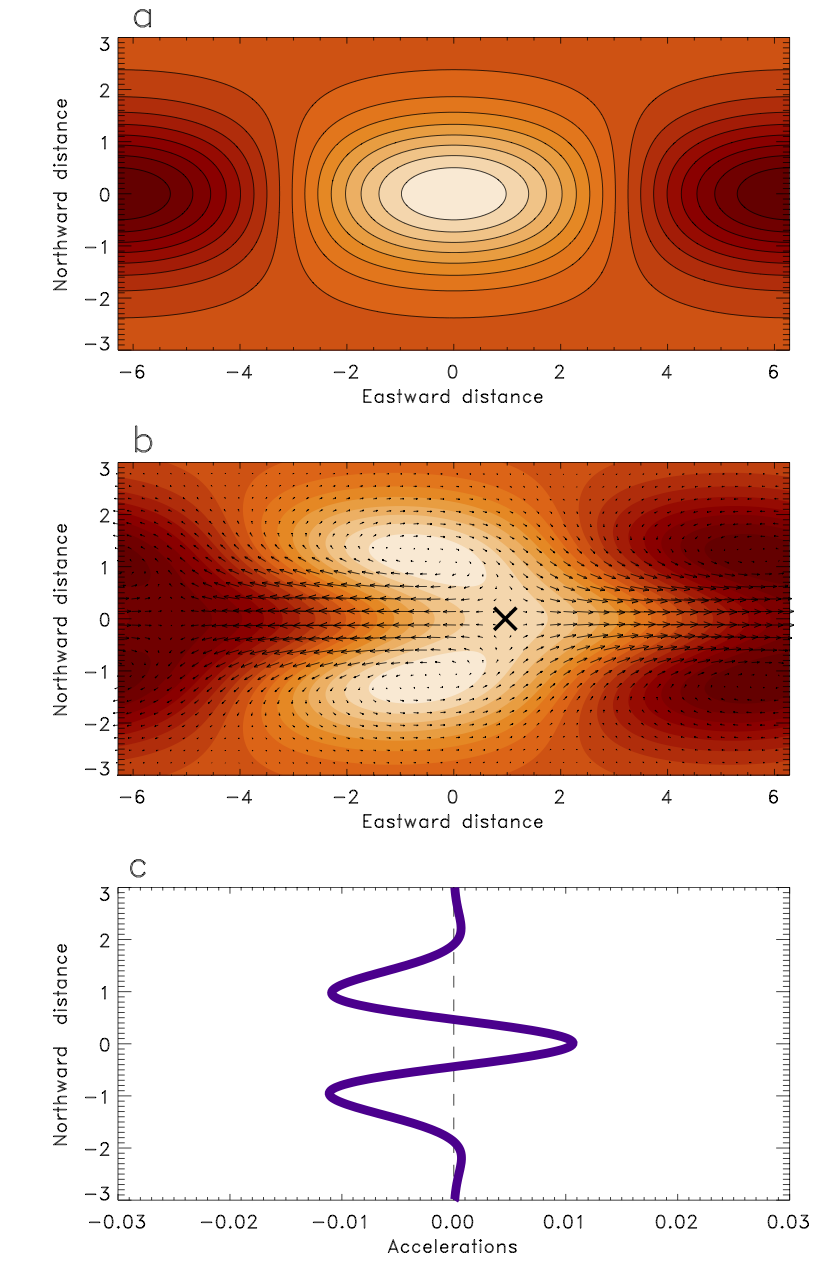 a
3
2
1
0
−1
−2
−3
Northward distance
−6 −4 −2 0 2 4 6
Eastward distance
b
3
2
1
0
−1
−2
−3
Northward distance
−6 −4 −2 0 2 4 6
Eastward distance
c
3
2
1
0
−1
−2
−3
Northward distance
−0.03 −0.02 −0.01 0.00 0.01 0.02 0.03
Accelerations